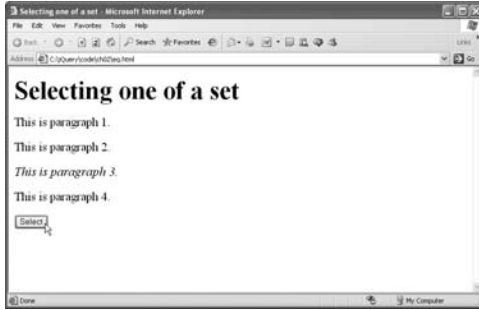 Selecting one of a set - Microsoft Internet Explorer
File Edit View Favorites Tools Help
Back Search Favorites
Address C:\jQuery\code\ch02\eq.html Go Links
Selecting one of a set
This is paragraph 1.
This is paragraph 2.
This is paragraph 3.
This is paragraph 4.
Select
Done My Computer